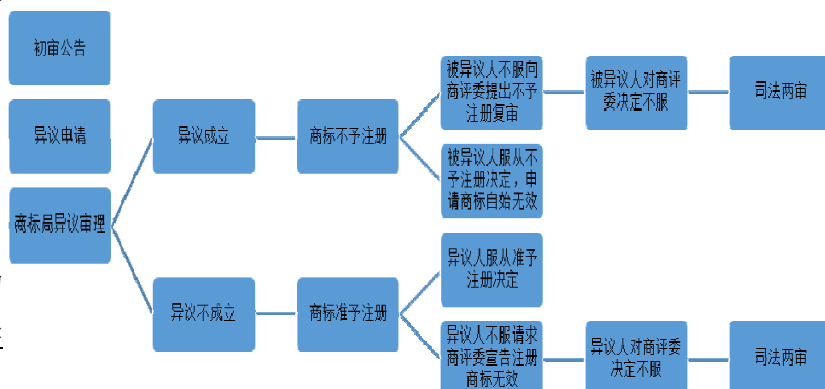 初审公告
异议申请
商标局异议审理
异议成立
商标不予注册
被异议人不服向
商评委提出不予
注册复审
被异议人对商评
委决定不服
司法两审
被异议人服从不
予注册决定，申
请商标自始无效
异议不成立
商标准予注册
异议人服从准予
注册决定
异议人不服请求
商评委宣告注册
商标无效
异议人对商评委
决定不服
司法两审